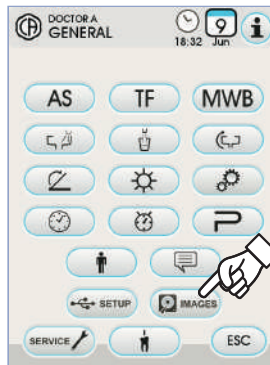 DOCTOR A
GENERAL
9
18:32 Jun
i
AS TF MWB
SETUP IMAGES
SERVICE ESC